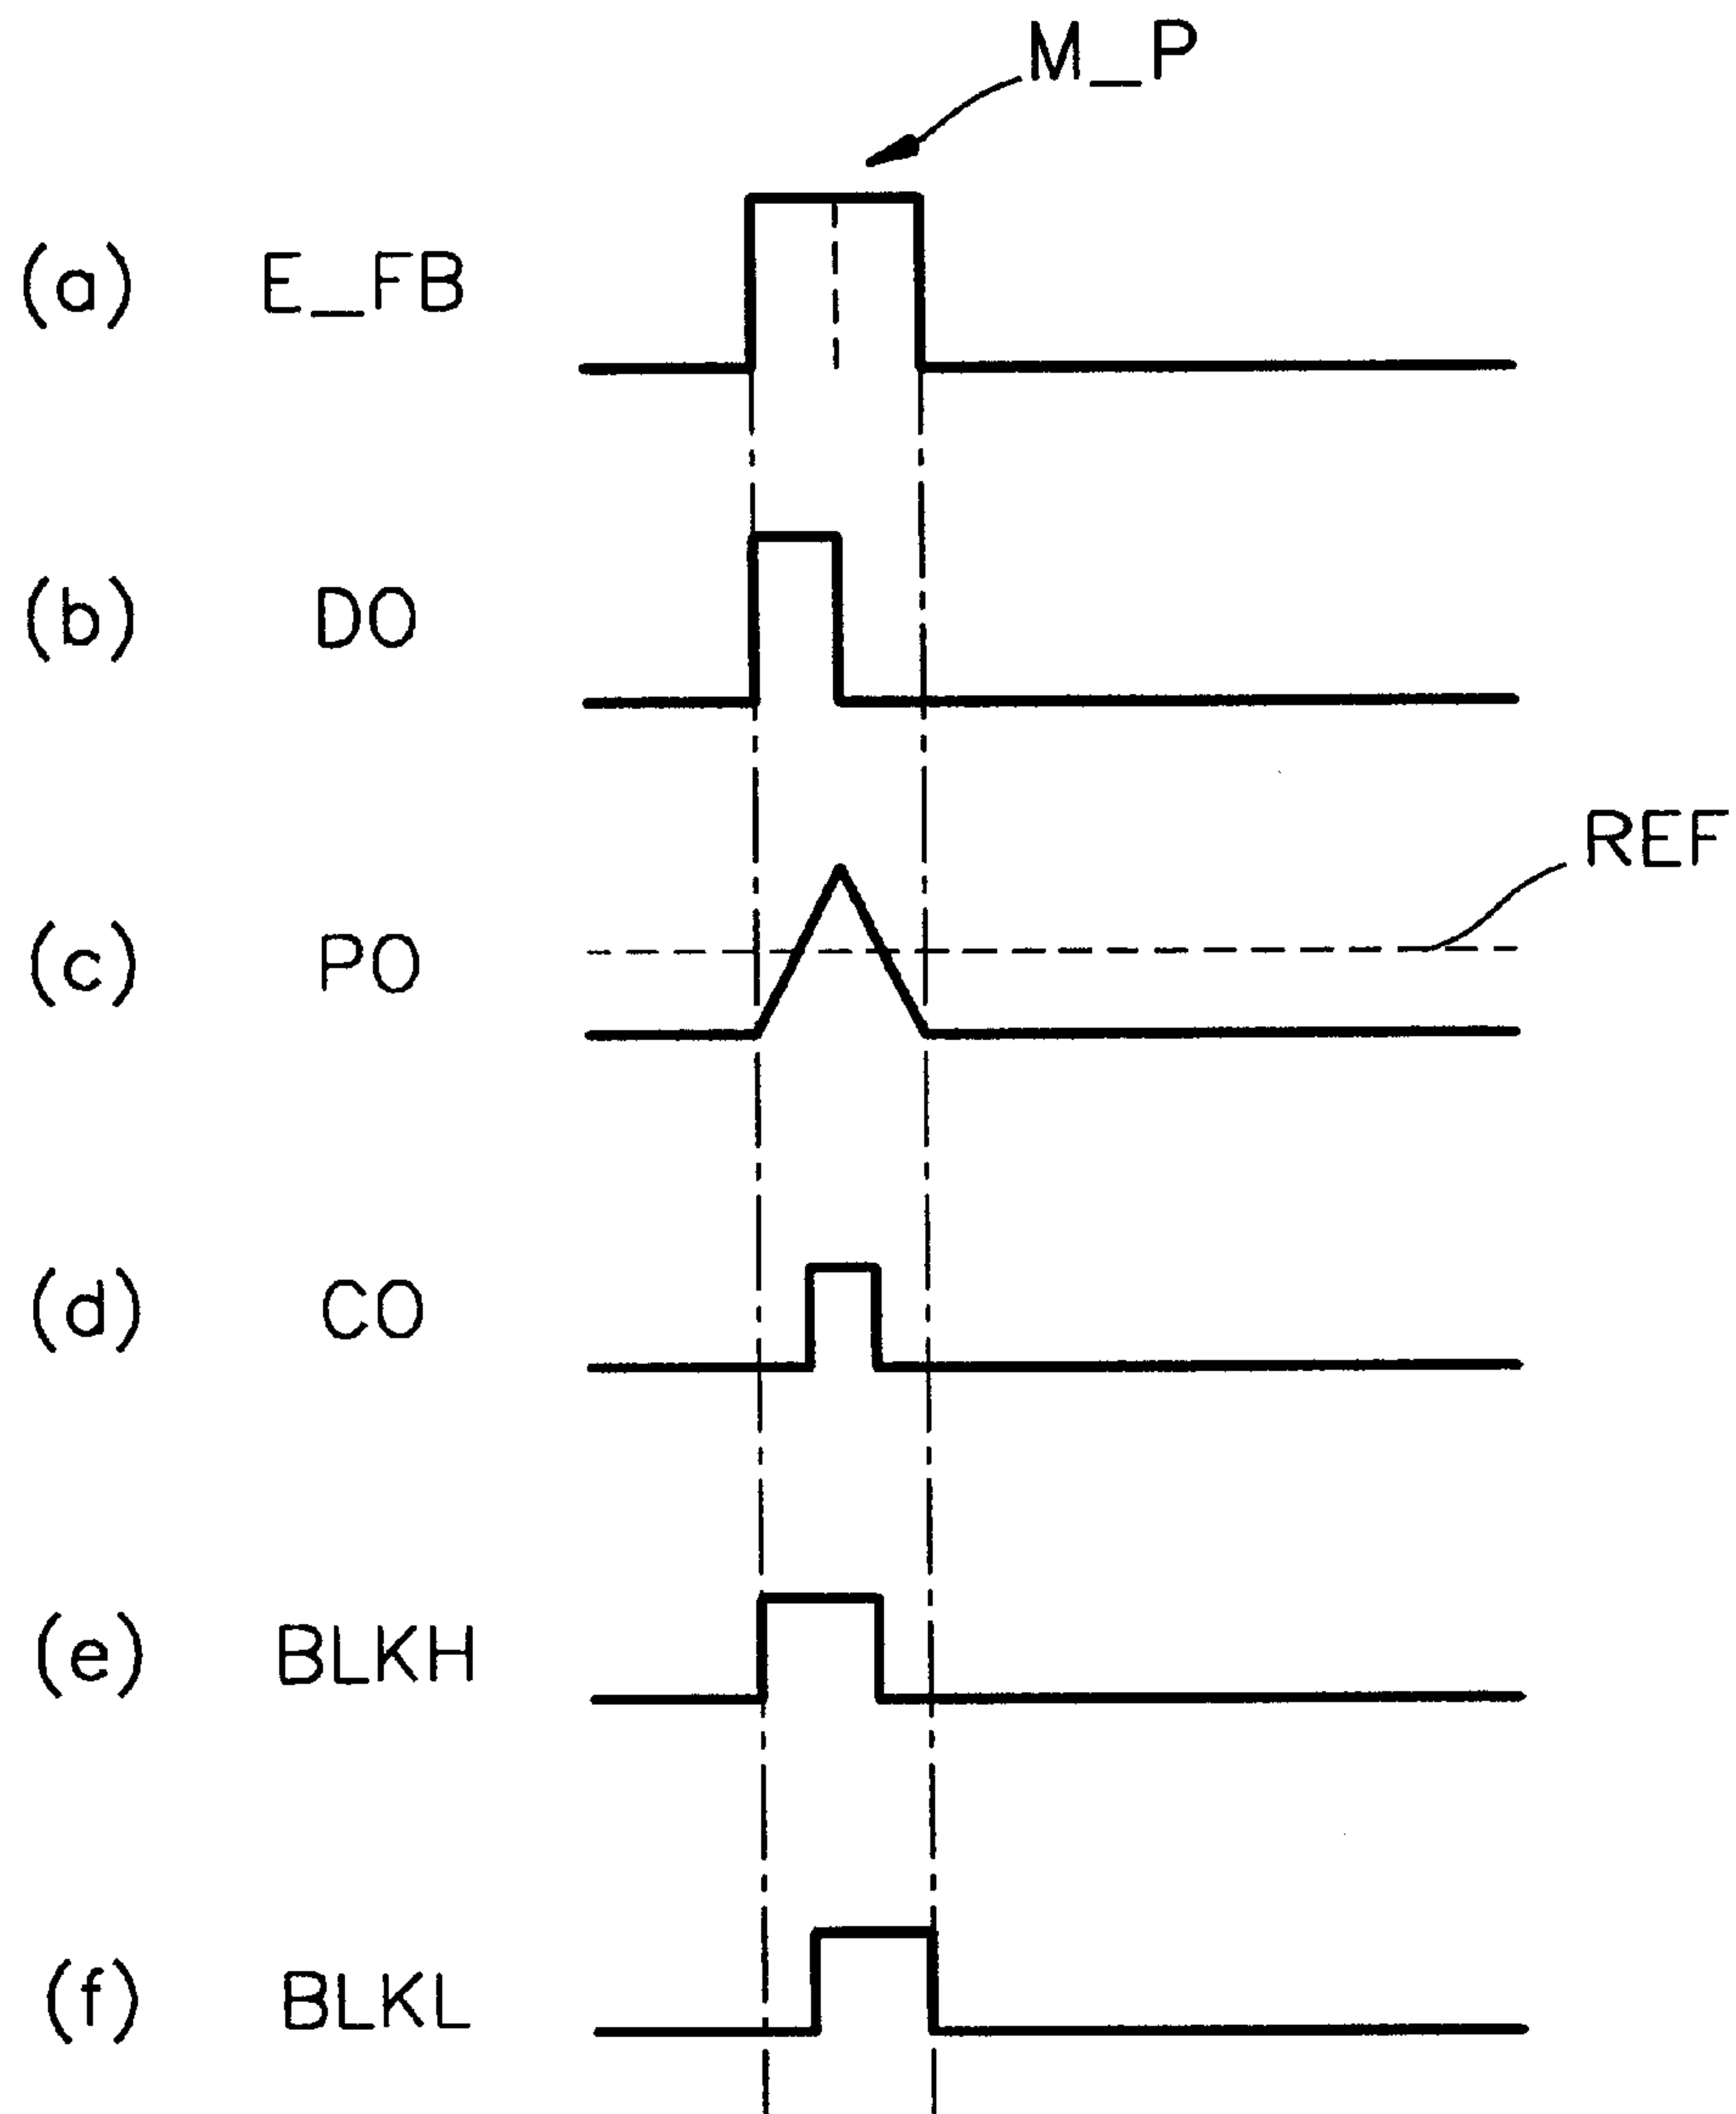 M_P
(a) E_FB
(b) DO
REF
(c) PO
(d) CO
(e) BLKH
(f) BLKL